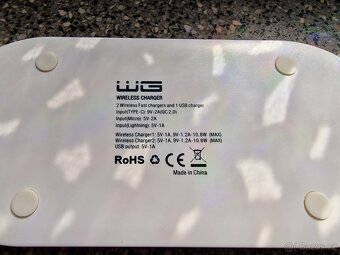 WG
WIRELESS CHARGER
2 Wireless Fast chargers and 1 USB charger
Input(TYPE-C): 9V-2A(QC 2.0)
Input(Micro): 5V-2A
Input(Lightning): 5V-1A
Wireless Charger1: 5V-1A, 9V-1.2A-10.8W (MAX)
Wireless Charger2: 5V-1A, 9V-1.2A-10.8W (MAX)
USB output: 5V-1A
RoHS CE
Made in China